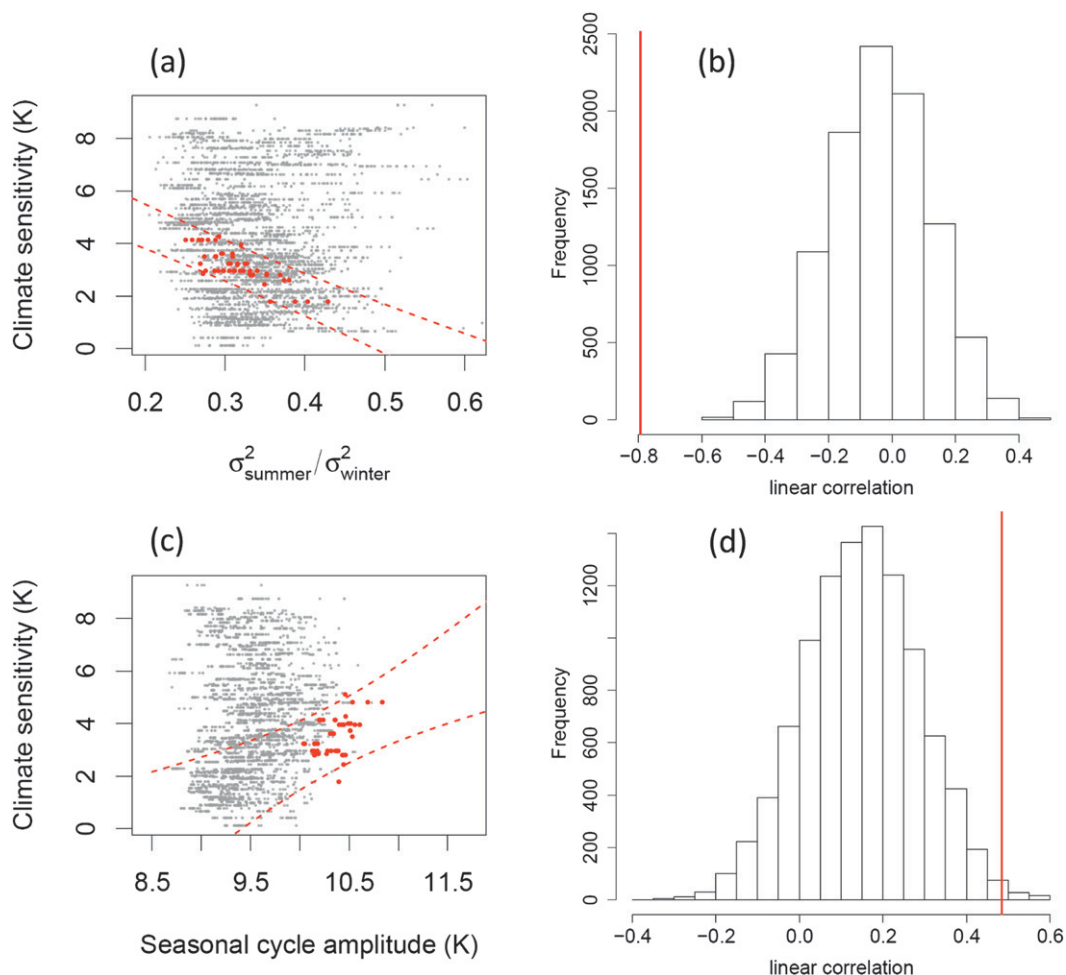 (a)
Climate sensitivity (K)
0 2 4 6 8
0.2 0.3 0.4 0.5 0.6
σ²summer/σ²winter
(b)
Frequency
0 500 1000 1500 2000 2500
−0.8 −0.6 −0.4 −0.2 0.0 0.2 0.4
linear correlation
(c)
Climate sensitivity (K)
0 2 4 6 8
8.5 9.5 10.5 11.5
Seasonal cycle amplitude (K)
(d)
Frequency
0 200 400 600 800 1200
−0.4 −0.2 0.0 0.2 0.4 0.6
linear correlation